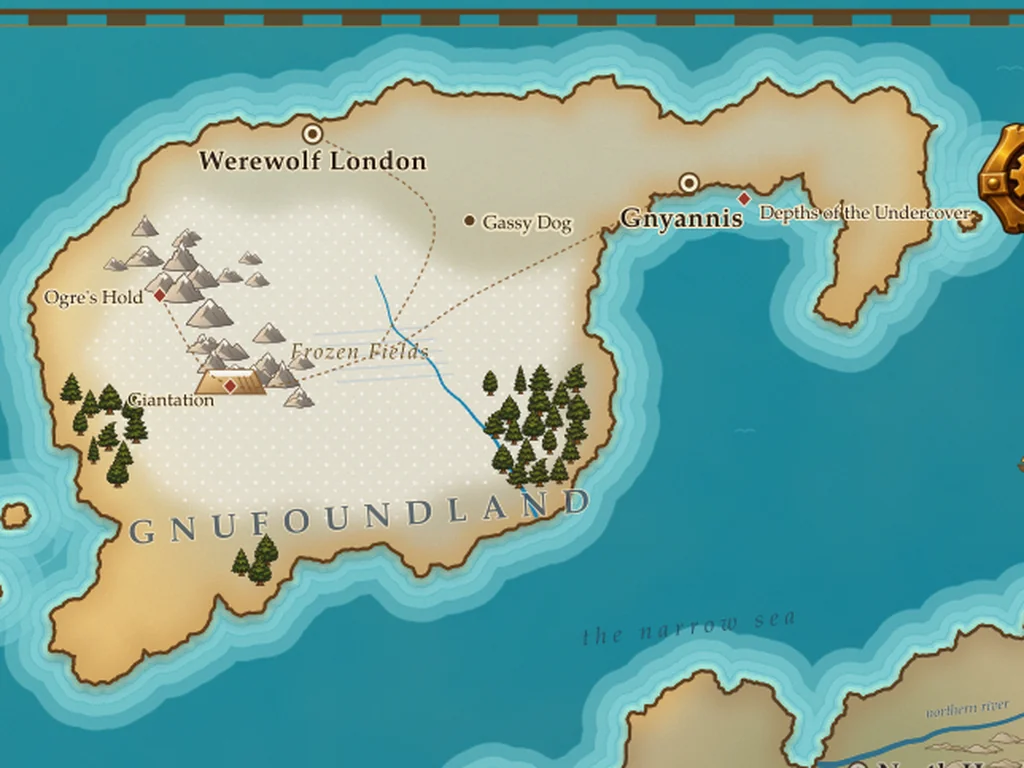 Werewolf London
Gassy Dog
Gnyannis
Depths of the Undercover
Ogre's Hold
Frozen Fields
Giantation
GNUFOUNDLAND
the narrow sea
northern river